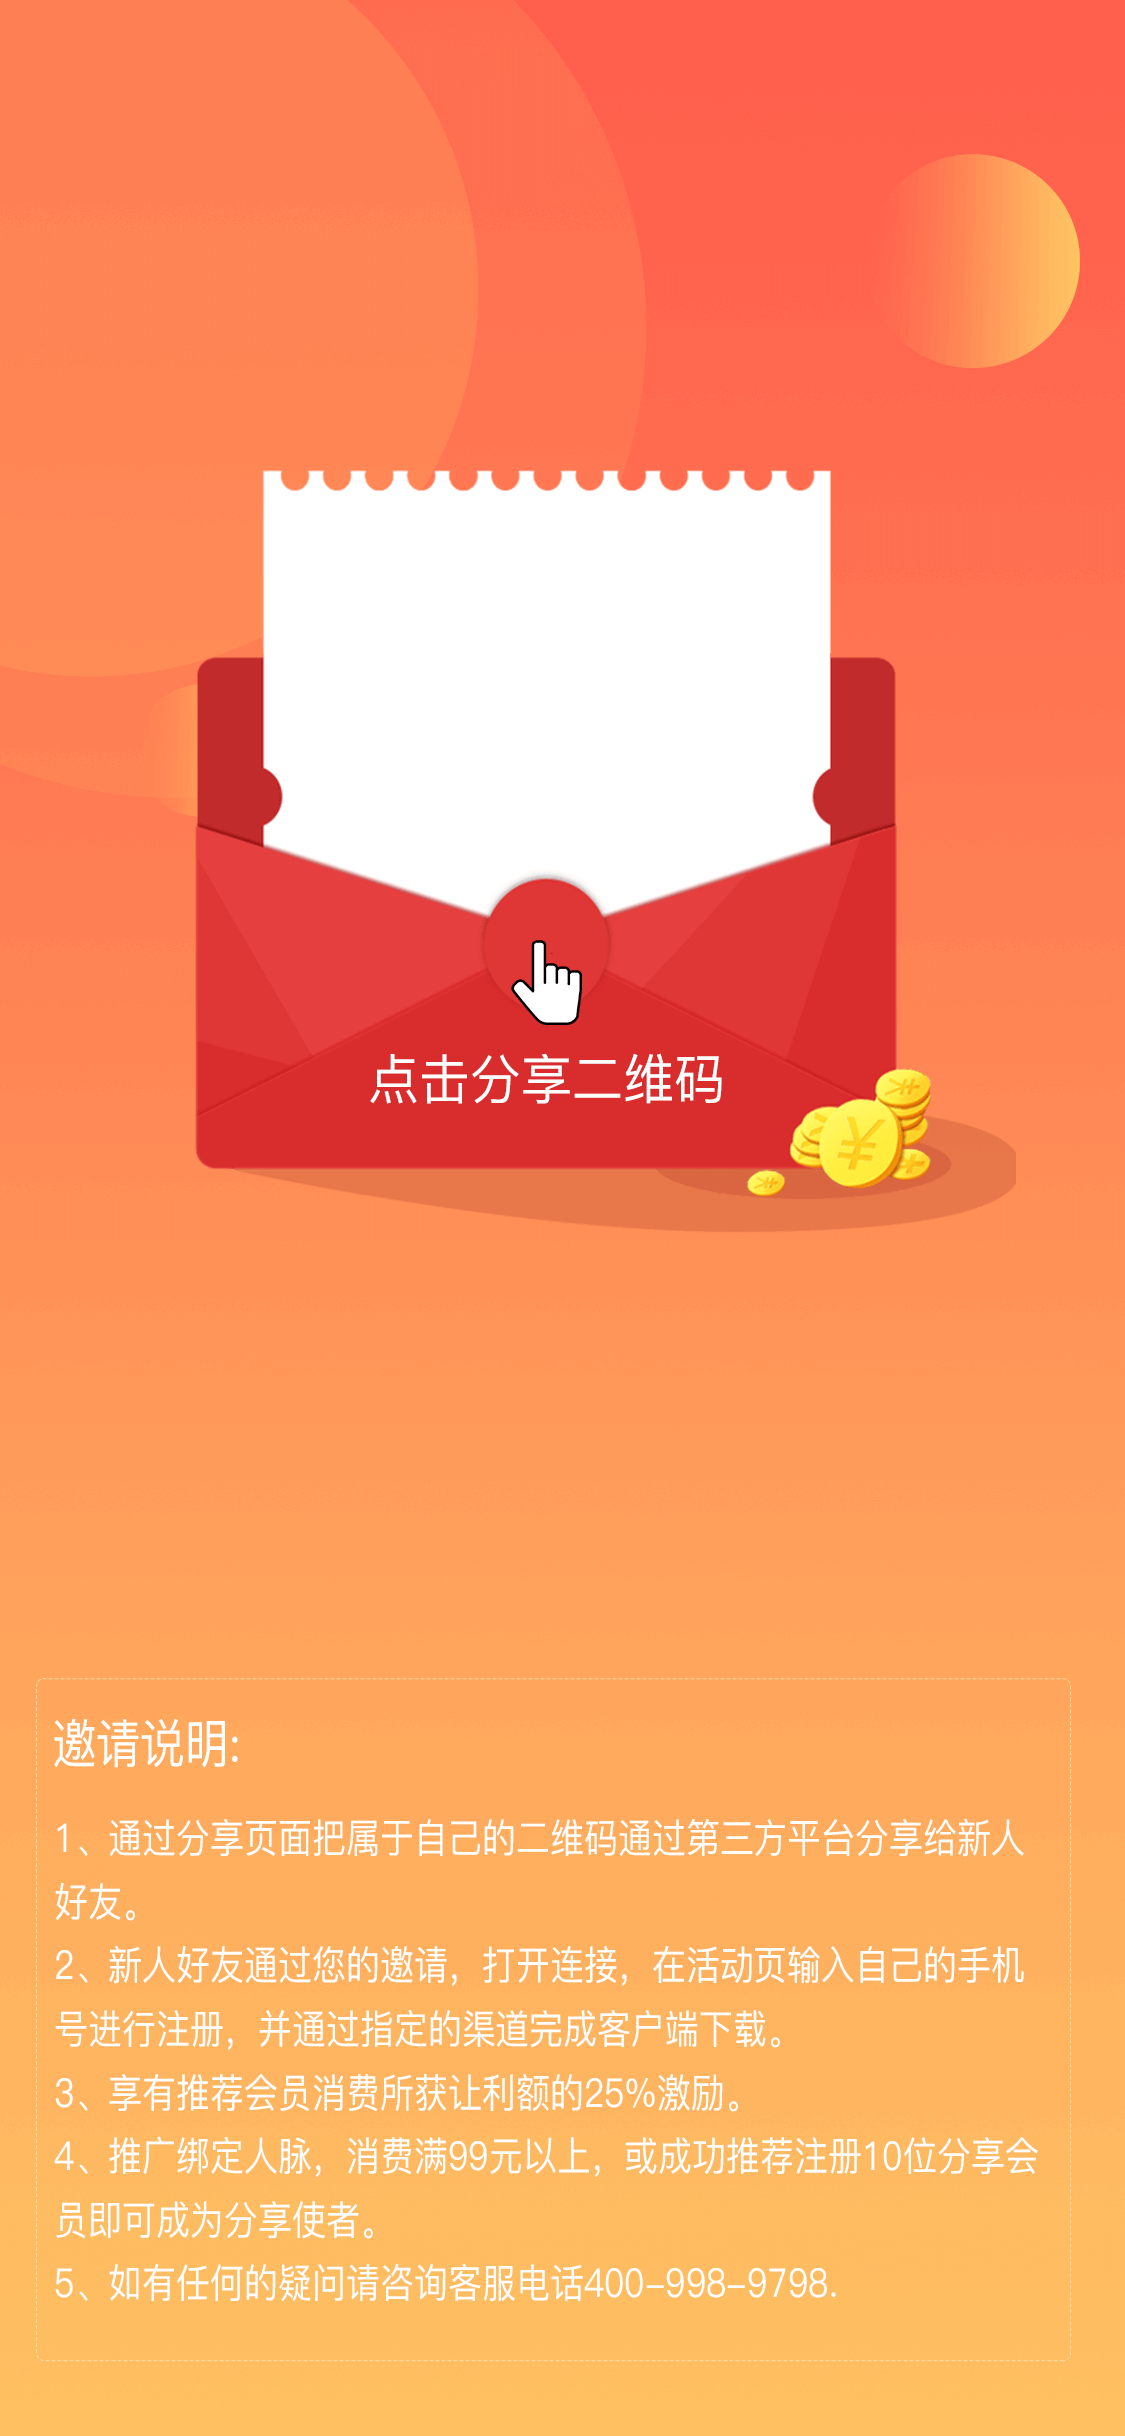 点击分享二维码
邀请说明:
1、通过分享页面把属于自己的二维码通过第三方平台分享给新人
好友。
2、新人好友通过您的邀请，打开连接，在活动页输入自己的手机
号进行注册，并通过指定的渠道完成客户端下载。
3、享有推荐会员消费所获让利额的25%激励。
4、推广绑定人脉，消费满99元以上，或成功推荐注册10位分享会
员即可成为分享使者。
5、如有任何的疑问请咨询客服电话400-998-9798.